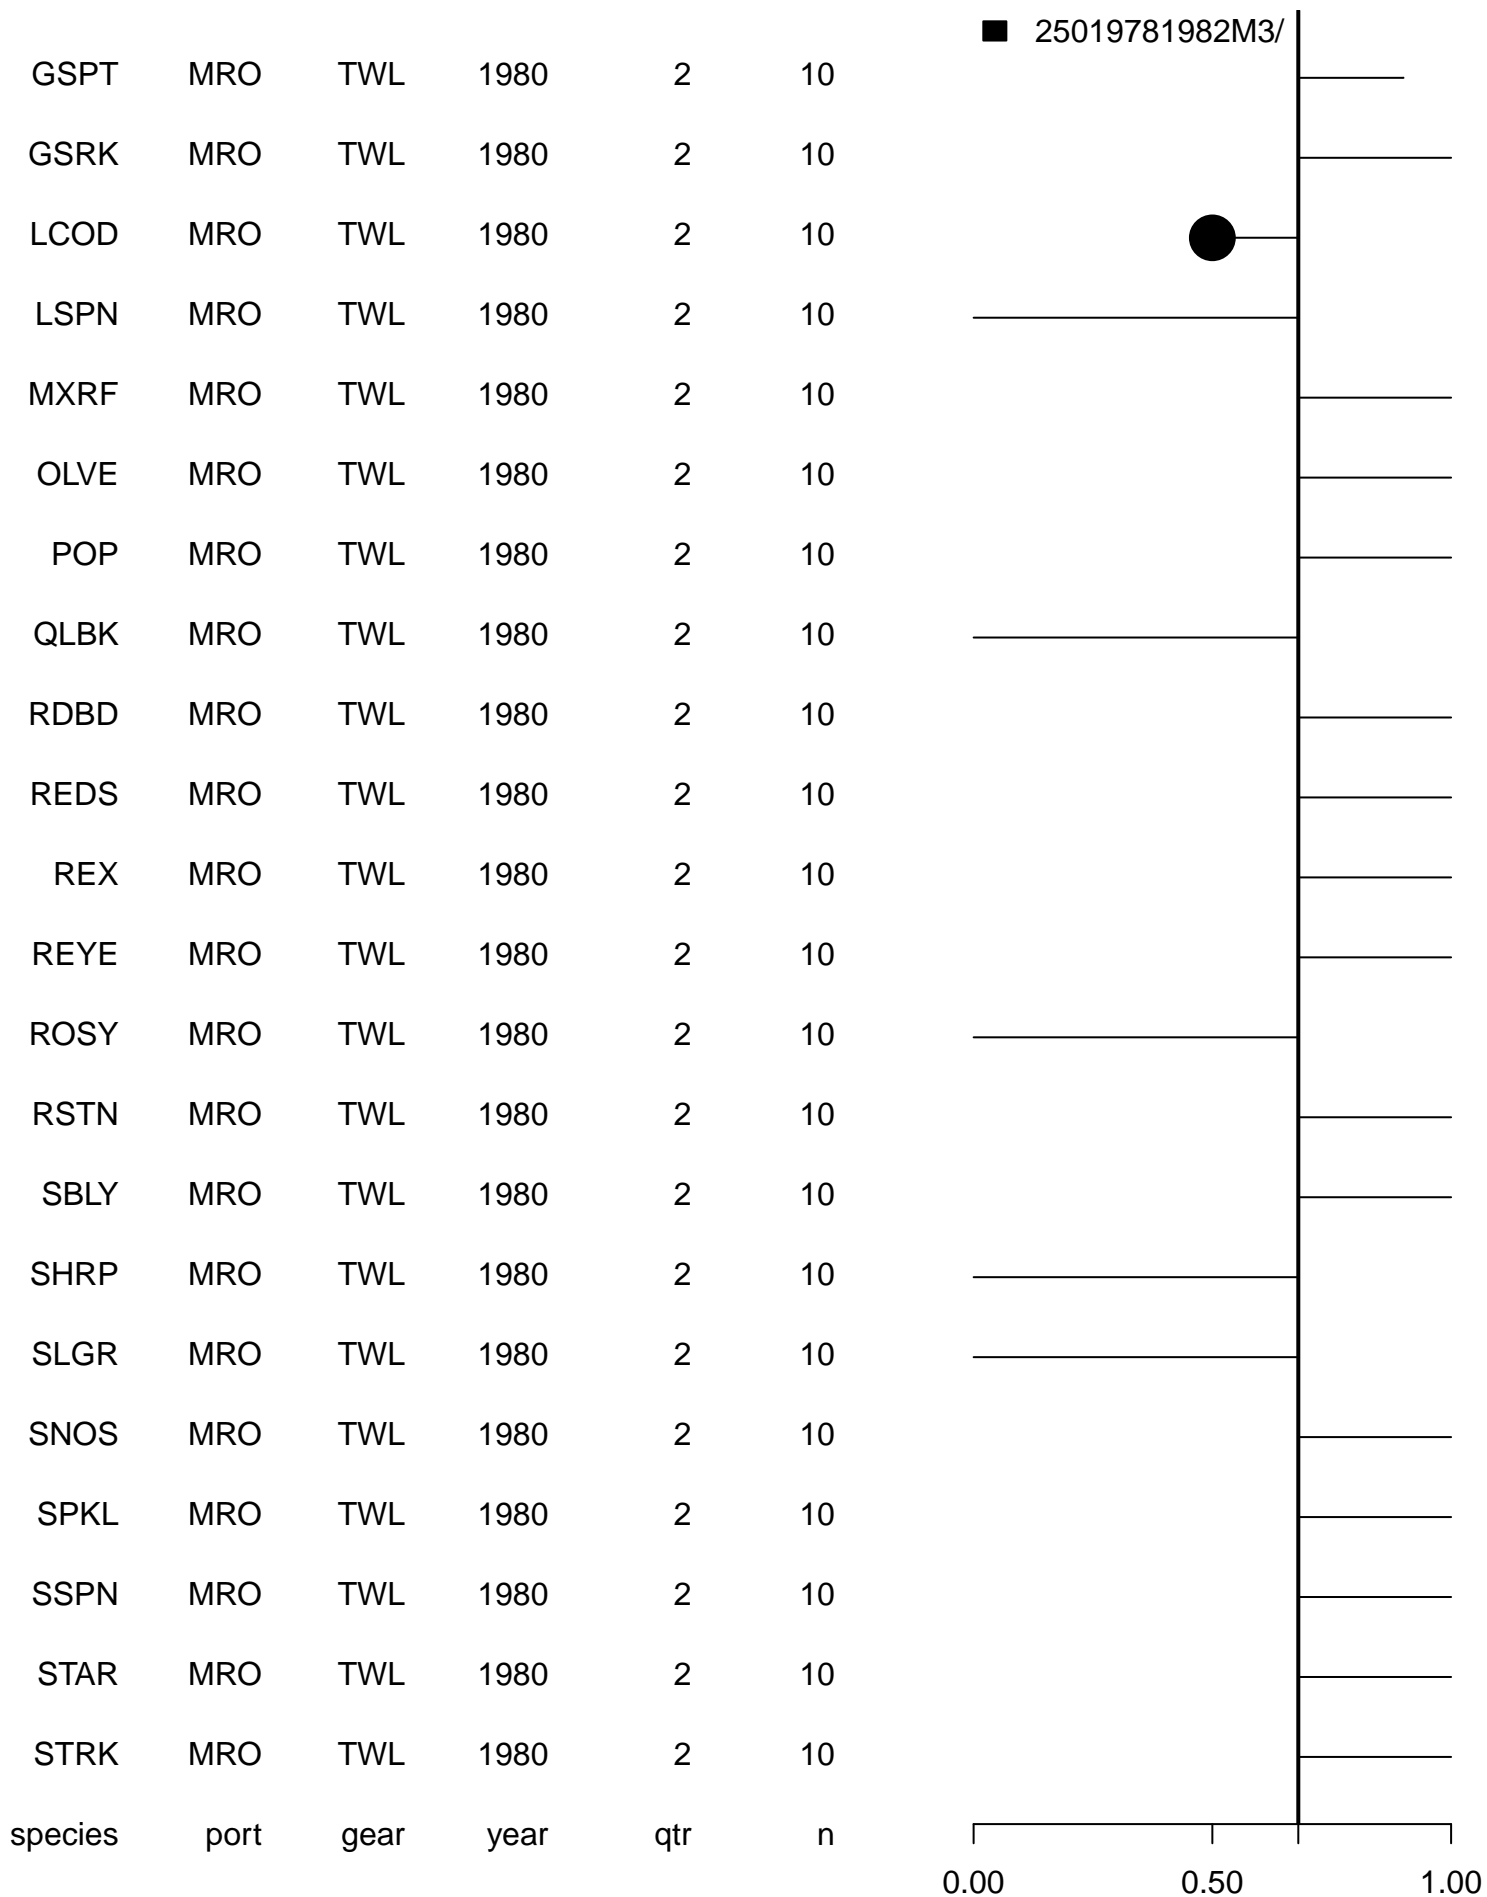 25019781982M3/
GSPT MRO TWL 1980 2 10
GSRK MRO TWL 1980 2 10
LCOD MRO TWL 1980 2 10
LSPN MRO TWL 1980 2 10
MXRF MRO TWL 1980 2 10
OLVE MRO TWL 1980 2 10
POP MRO TWL 1980 2 10
QLBK MRO TWL 1980 2 10
RDBD MRO TWL 1980 2 10
REDS MRO TWL 1980 2 10
REX MRO TWL 1980 2 10
REYE MRO TWL 1980 2 10
ROSY MRO TWL 1980 2 10
RSTN MRO TWL 1980 2 10
SBLY MRO TWL 1980 2 10
SHRP MRO TWL 1980 2 10
SLGR MRO TWL 1980 2 10
SNOS MRO TWL 1980 2 10
SPKL MRO TWL 1980 2 10
SSPN MRO TWL 1980 2 10
STAR MRO TWL 1980 2 10
STRK MRO TWL 1980 2 10
species port gear year qtr n
0.00 0.50 1.00